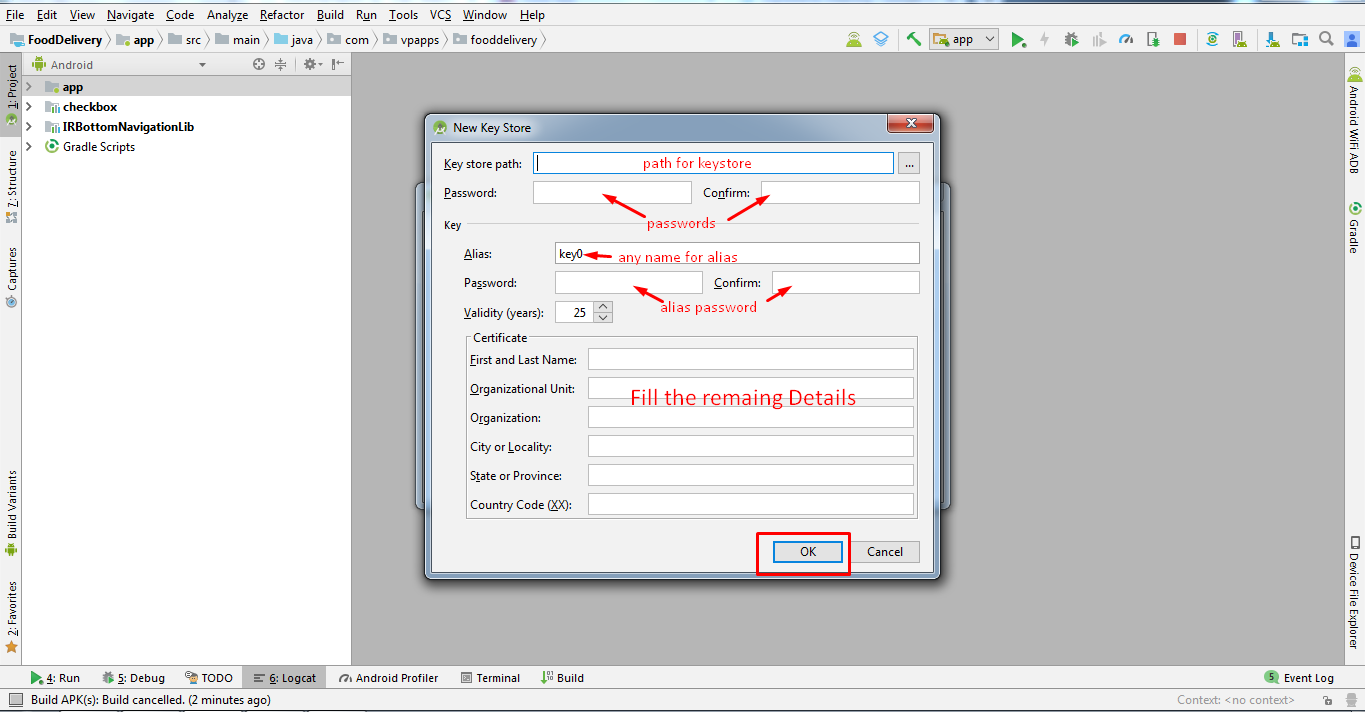 File Edit View Navigate Code Analyze Refactor Build Run Tools VCS Window Help
FoodDelivery app src main java com vpapps fooddelivery app
1: Project
7: Structure
Captures
Build Variants
2: Favorites
Android
app
checkbox
IRBottomNavigationLib
Gradle Scripts
New Key Store
Key store path: path for keystore ...
Password: Confirm:
passwords
Key
Alias: key0 any name for alias
Password: Confirm:
alias password
Validity (years): 25
Certificate
First and Last Name:
Organizational Unit:
Fill the remaing Details
Organization:
City or Locality:
State or Province:
Country Code (XX):
OK Cancel
Android WiFi ADB
Gradle
Device File Explorer
4: Run 5: Debug TODO 6: Logcat Android Profiler Terminal Build 5 Event Log
Build APK(s): Build cancelled. (2 minutes ago) Context: <no context>